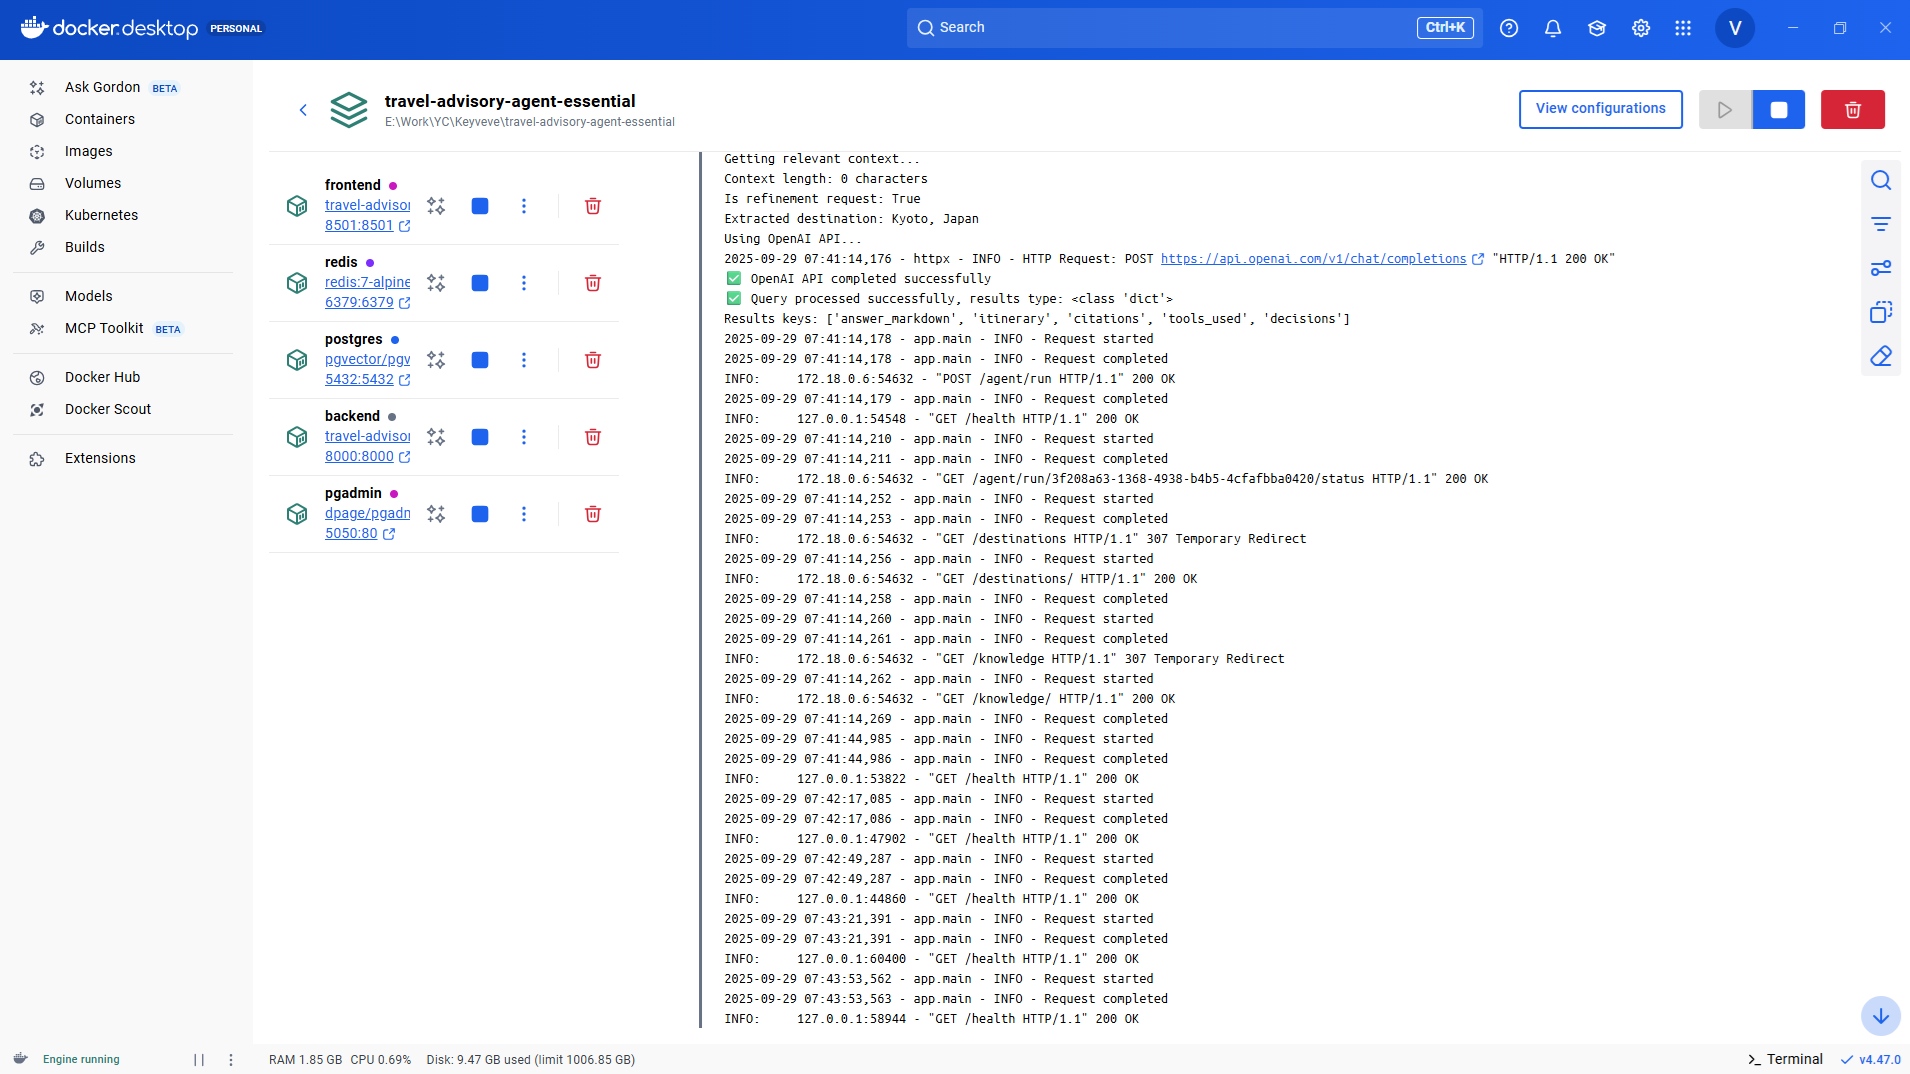 docker desktop PERSONAL
Search Ctrl+K
V
Ask Gordon BETA
Containers
Images
Volumes
Kubernetes
Builds
Models
MCP Toolkit BETA
Docker Hub
Docker Scout
Extensions
travel-advisory-agent-essential
E:\Work\YC\Keyveve\travel-advisory-agent-essential
View configurations
frontend
travel-advisor
8501:8501
redis
redis:7-alpine
6379:6379
postgres
pgvector/pgv
5432:5432
backend
travel-advisor
8000:8000
pgadmin
dpage/pgadn
5050:80
Getting relevant context...
Context length: 0 characters
Is refinement request: True
Extracted destination: Kyoto, Japan
Using OpenAI API...
2025-09-29 07:41:14,176 - httpx - INFO - HTTP Request: POST https://api.openai.com/v1/chat/completions "HTTP/1.1 200 OK"
✅ OpenAI API completed successfully
✅ Query processed successfully, results type: <class 'dict'>
Results keys: ['answer_markdown', 'itinerary', 'citations', 'tools_used', 'decisions']
2025-09-29 07:41:14,178 - app.main - INFO - Request started
2025-09-29 07:41:14,178 - app.main - INFO - Request completed
INFO:     172.18.0.6:54632 - "POST /agent/run HTTP/1.1" 200 OK
2025-09-29 07:41:14,179 - app.main - INFO - Request completed
INFO:     127.0.0.1:54548 - "GET /health HTTP/1.1" 200 OK
2025-09-29 07:41:14,210 - app.main - INFO - Request started
2025-09-29 07:41:14,211 - app.main - INFO - Request completed
INFO:     172.18.0.6:54632 - "GET /agent/run/3f208a63-1368-4938-b4b5-4cfafbba0420/status HTTP/1.1" 200 OK
2025-09-29 07:41:14,252 - app.main - INFO - Request started
2025-09-29 07:41:14,253 - app.main - INFO - Request completed
INFO:     172.18.0.6:54632 - "GET /destinations HTTP/1.1" 307 Temporary Redirect
2025-09-29 07:41:14,256 - app.main - INFO - Request started
INFO:     172.18.0.6:54632 - "GET /destinations/ HTTP/1.1" 200 OK
2025-09-29 07:41:14,258 - app.main - INFO - Request completed
2025-09-29 07:41:14,260 - app.main - INFO - Request started
2025-09-29 07:41:14,261 - app.main - INFO - Request completed
INFO:     172.18.0.6:54632 - "GET /knowledge HTTP/1.1" 307 Temporary Redirect
2025-09-29 07:41:14,262 - app.main - INFO - Request started
INFO:     172.18.0.6:54632 - "GET /knowledge/ HTTP/1.1" 200 OK
2025-09-29 07:41:14,269 - app.main - INFO - Request completed
2025-09-29 07:41:44,985 - app.main - INFO - Request started
2025-09-29 07:41:44,986 - app.main - INFO - Request completed
INFO:     127.0.0.1:53822 - "GET /health HTTP/1.1" 200 OK
2025-09-29 07:42:17,085 - app.main - INFO - Request started
2025-09-29 07:42:17,086 - app.main - INFO - Request completed
INFO:     127.0.0.1:47902 - "GET /health HTTP/1.1" 200 OK
2025-09-29 07:42:49,287 - app.main - INFO - Request started
2025-09-29 07:42:49,287 - app.main - INFO - Request completed
INFO:     127.0.0.1:44860 - "GET /health HTTP/1.1" 200 OK
2025-09-29 07:43:21,391 - app.main - INFO - Request started
2025-09-29 07:43:21,391 - app.main - INFO - Request completed
INFO:     127.0.0.1:60400 - "GET /health HTTP/1.1" 200 OK
2025-09-29 07:43:53,562 - app.main - INFO - Request started
2025-09-29 07:43:53,563 - app.main - INFO - Request completed
INFO:     127.0.0.1:58944 - "GET /health HTTP/1.1" 200 OK
Engine running
RAM 1.85 GB CPU 0.69% Disk: 9.47 GB used (limit 1006.85 GB)
Terminal
v4.47.0